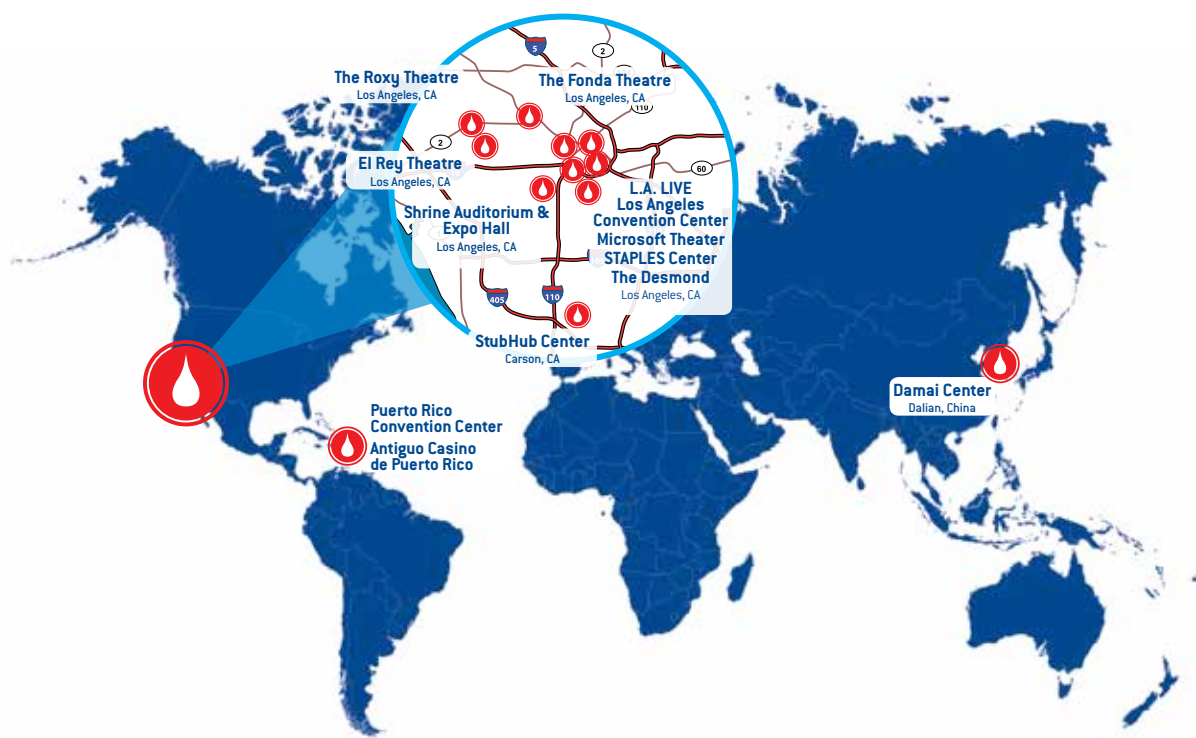 5
2
The Roxy Theatre
Los Angeles, CA
The Fonda Theatre
Los Angeles, CA
110
2
60
El Rey Theatre
Los Angeles, CA
Shrine Auditorium &
Expo Hall
Los Angeles, CA
L.A. LIVE
Los Angeles
Convention Center
Microsoft Theater
STAPLES Center
The Desmond
Los Angeles, CA
405
110
StubHub Center
Carson, CA
Damai Center
Dalian, China
Puerto Rico
Convention Center
Antiguo Casino
de Puerto Rico